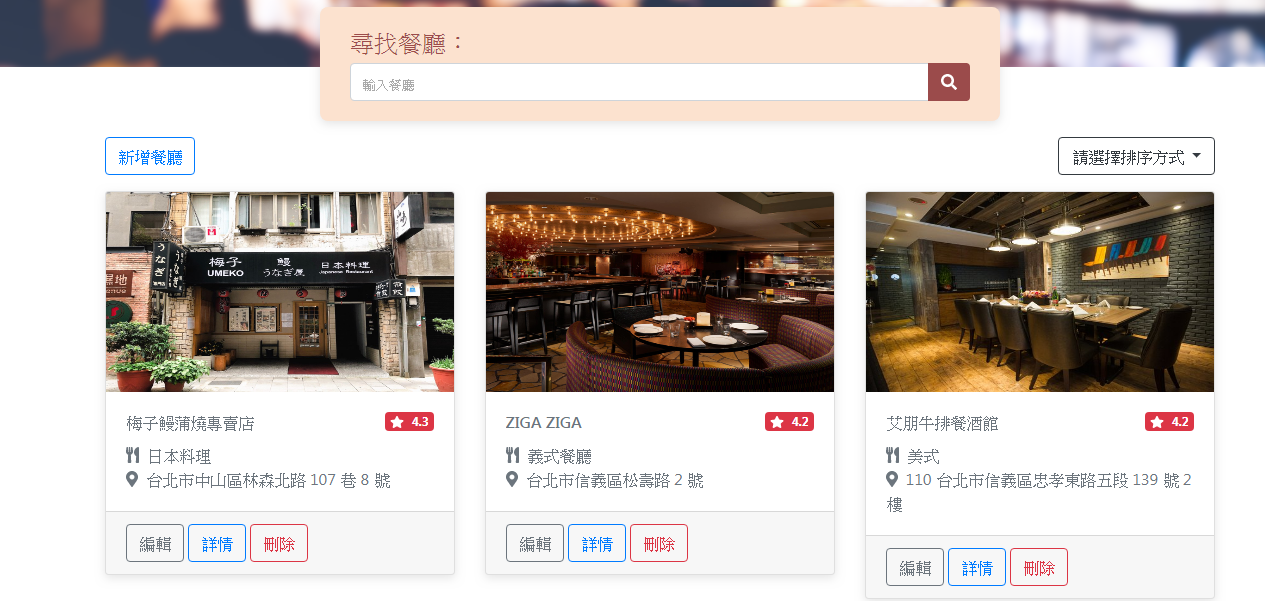 尋找餐廳：
輸入餐廳
新增餐廳
請選擇排序方式
うなぎ
うなぎ
梅子
UMEKO
鰻
うなぎ屋
日本料理
Japanese Restaurant
梅子鰻蒲燒專賣店
4.3
日本料理
台北市中山區林森北路 107 巷 8 號
編輯
詳情
刪除
ZIGA ZIGA
4.2
義式餐廳
台北市信義區松壽路 2 號
編輯
詳情
刪除
艾朋牛排餐酒館
4.2
美式
110 台北市信義區忠孝東路五段 139 號 2
樓
編輯
詳情
刪除